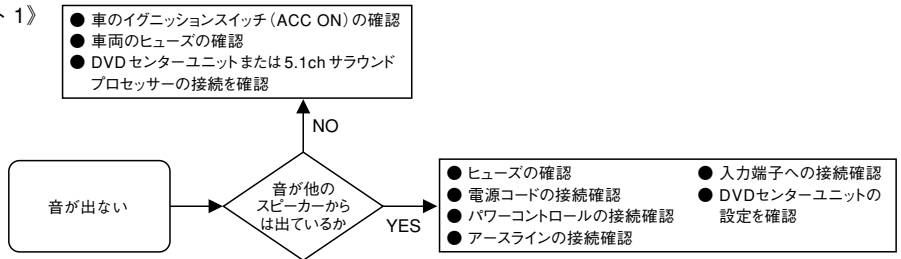 ト 1》
● 車のイグニッションスイッチ（ACC ON）の確認
● 車両のヒューズの確認
● DVD センターユニットまたは 5.1ch サラウンド
プロセッサーの接続を確認
NO
音が出ない
音が他の
スピーカーから
は出ているか
YES
● ヒューズの確認
● 電源コードの接続確認
● パワーコントロールの接続確認
● アースラインの接続確認
● 入力端子への接続確認
● DVDセンターユニットの
設定を確認